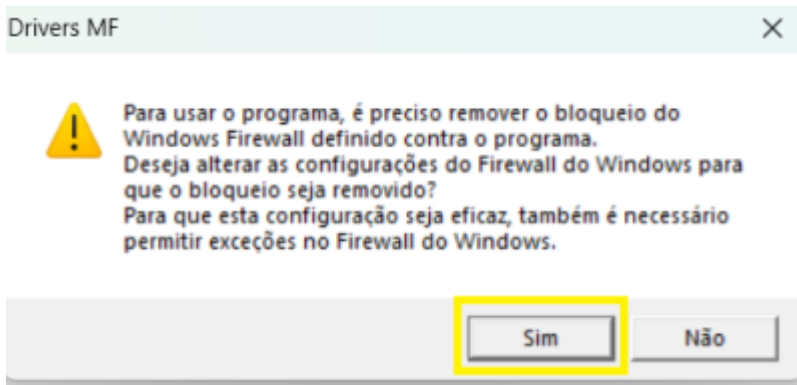 Drivers MF
Para usar o programa, é preciso remover o bloqueio do
Windows Firewall definido contra o programa.
Deseja alterar as configurações do Firewall do Windows para
que o bloqueio seja removido?
Para que esta configuração seja eficaz, também é necessário
permitir exceções no Firewall do Windows.
Sim
Não